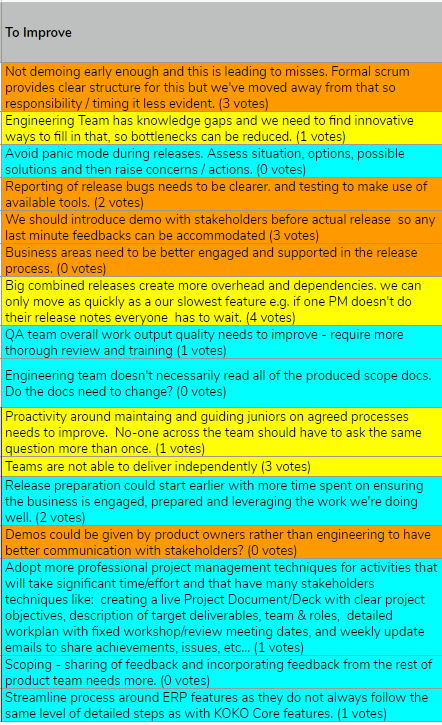 To Improve
Not demoing early enough and this is leading to misses. Formal scrum
provides clear structure for this but we've moved away from that so
responsibility / timing it less evident. (3 votes)
Engineering Team has knowledge gaps and we need to find innovative
ways to fill in that, so bottlenecks can be reduced. (1 votes)
Avoid panic mode during releases. Assess situation, options, possible
solutions and then raise concerns / actions. (0 votes)
Reporting of release bugs needs to be clearer. and testing to make use of
available tools. (2 votes)
We should introduce demo with stakeholders before actual release so any
last minute feedbacks can be accommodated (3 votes)
Business areas need to be better engaged and supported in the release
process. (0 votes)
Big combined releases create more overhead and dependencies. we can
only move as quickly as a our slowest feature e.g. if one PM doesn't do
their release notes everyone has to wait. (4 votes)
QA team overall work output quality needs to improve - require more
thorough review and training (1 votes)
Engineering team doesn't necessarily read all of the produced scope docs.
Do the docs need to change? (0 votes)
Proactivity around maintaing and guiding juniors on agreed processes
needs to improve. No-one across the team should have to ask the same
question more than once. (1 votes)
Teams are not able to deliver independently (3 votes)
Release preparation could start earlier with more time spent on ensuring
the business is engaged, prepared and leveraging the work we're doing
well. (2 votes)
Demos could be given by product owners rather than engineering to have
better communication with stakeholders? (0 votes)
Adopt more professional project management techniques for activities that
will take significant time/effort and that have many stakeholders
techniques like: creating a live Project Document/Deck with clear project
objectives, description of target deliverables, team & roles, detailed
workplan with fixed workshop/review meeting dates, and weekly update
emails to share achievements, issues, etc... (1 votes)
Scoping - sharing of feedback and incorporating feedback from the rest of
product team needs more. (0 votes)
Streamline process around ERP features as they do not always follow the
same level of detailed steps as with KOKO Core features. (1 votes)